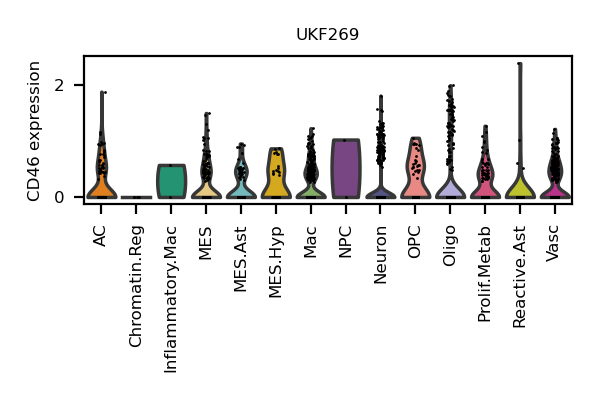 UKF269
CD46 expression
2
0
AC
Chromatin.Reg
Inflammatory.Mac
MES
MES.Ast
MES.Hyp
Mac
NPC
Neuron
OPC
Oligo
Prolif.Metab
Reactive.Ast
Vasc